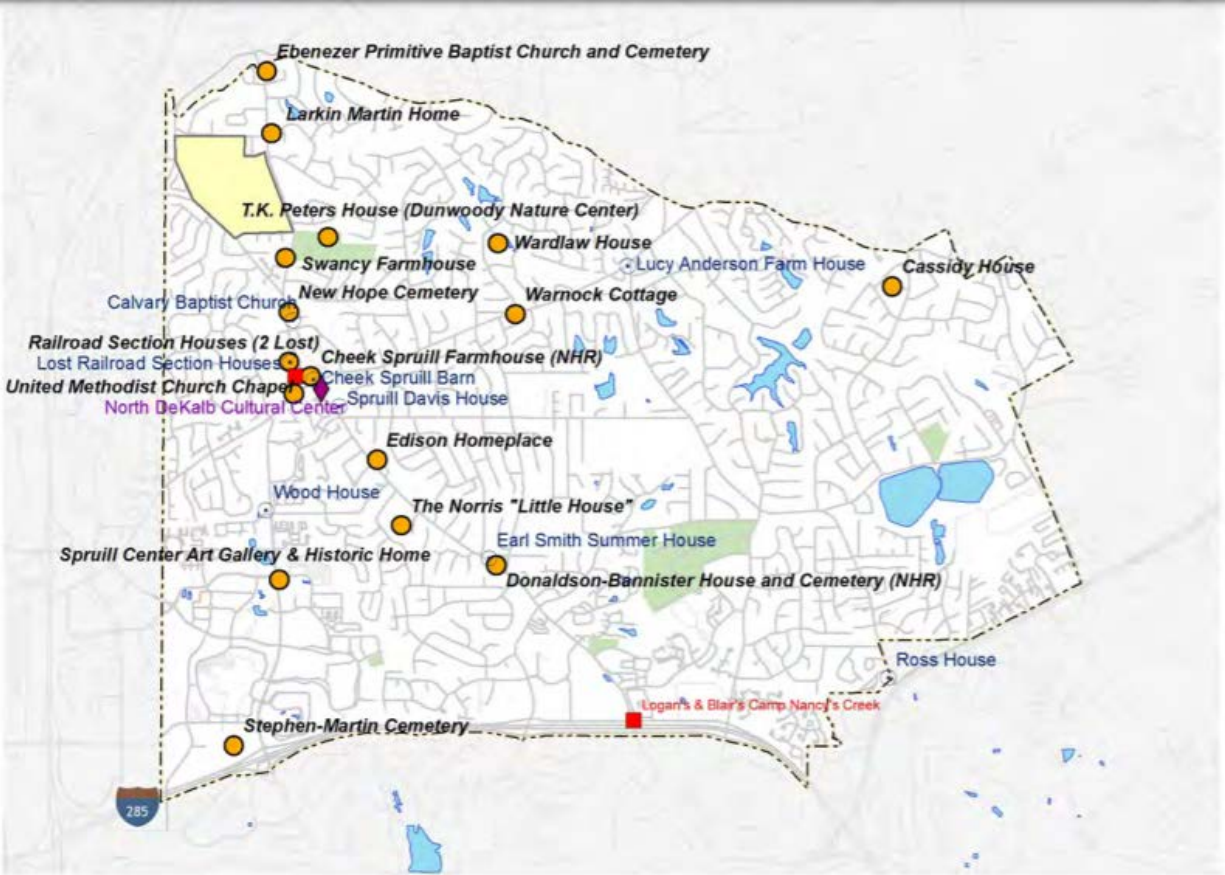 Ebenezer Primitive Baptist Church and Cemetery
Larkin Martin Home
T.K. Peters House (Dunwoody Nature Center)
Wardlaw House
Swancy Farmhouse
Lucy Anderson Farm House
Cassidy House
New Hope Cemetery
Calvary Baptist Church
Warnock Cottage
Railroad Section Houses (2 Lost)
Cheek Spruill Farmhouse (NHR)
Lost Railroad Section Houses
Cheek Spruill Barn
United Methodist Church Chapel
Spruill Davis House
North DeKalb Cultural Center
Edison Homeplace
Wood House
The Norris "Little House"
Earl Smith Summer House
Spruill Center Art Gallery & Historic Home
Donaldson-Bannister House and Cemetery (NHR)
Ross House
Logan's & Blair's Camp Nancy's Creek
Stephen-Martin Cemetery
285